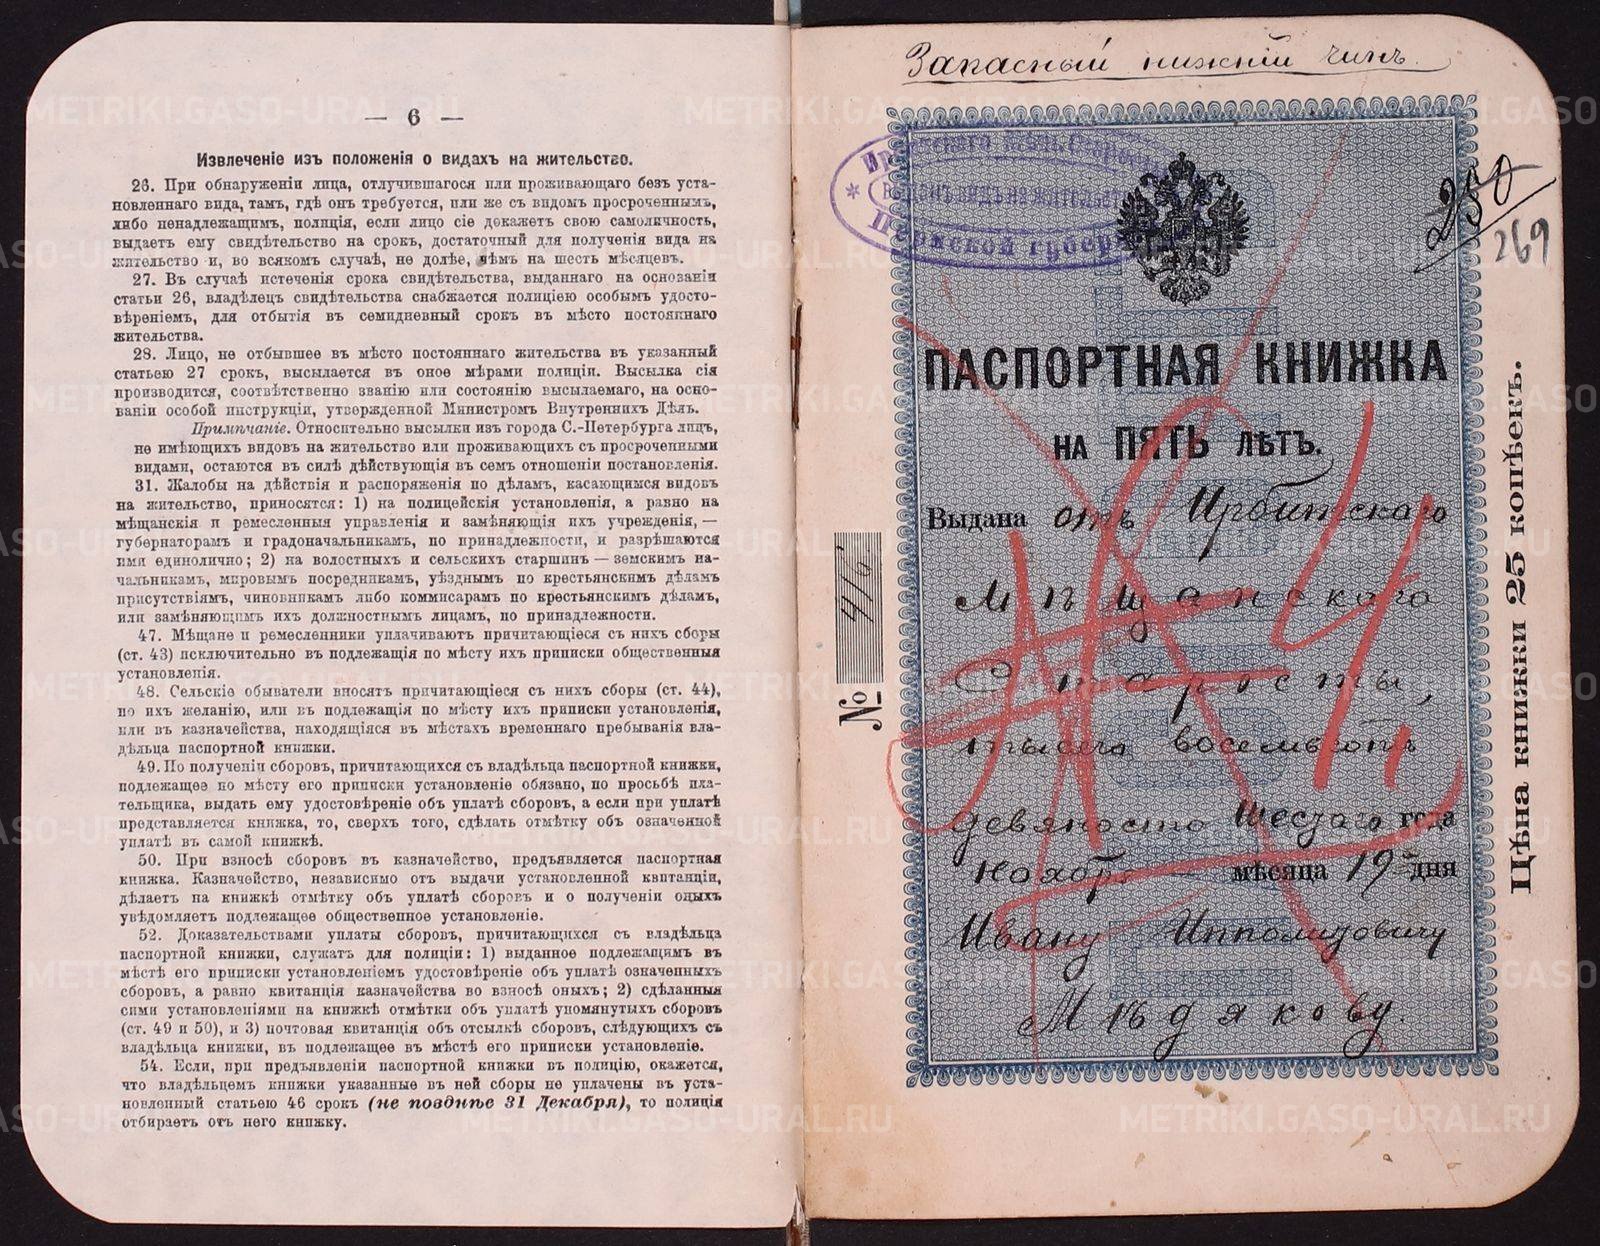 — 6 —
Извлеченіе изъ положенія о видахъ на жительство.
26. При обнаруженіи лица, отлучившагося или проживающаго безъ уста-
новленнаго вида, тамъ, гдѣ онъ требуется, или же съ видомъ просроченнымъ,
либо ненадлежащимъ, полиція, если лицо сіе докажетъ свою самоличность,
выдаетъ ему свидѣтельство на срокъ, достаточный для полученія вида на
жительство и, во всякомъ случаѣ, не долѣе, чѣмъ на шесть мѣсяцевъ.
27. Въ случаѣ истеченія срока свидѣтельства, выданнаго на основаніи
статьи 26, владѣлецъ свидѣтельства снабжается полиціею особымъ удосто-
вѣреніемъ, для отбытія въ семидневный срокъ въ мѣсто постояннаго
жительства.
28. Лицо, не отбывшее въ мѣсто постояннаго жительства въ указанный
статьею 27 срокъ, высылается въ оное мѣрами полиціи. Высылка сія
производится, соотвѣтственно званію или состоянію высылаемаго, на осно-
ваніи особой инструкціи, утвержденной Министромъ Внутреннихъ Дѣлъ.
Примѣчаніе. Относительно высылки изъ города С.-Петербурга лицъ,
не имѣющихъ видовъ на жительство или проживающихъ съ просроченными
видами, остаются въ силѣ дѣйствующія въ семъ отношеніи постановленія.
31. Жалобы на дѣйствія и распоряженія по дѣламъ, касающимся видовъ
на жительство, приносятся: 1) на полицейскія установленія, а равно на
мѣщанскія и ремесленныя управленія и замѣняющія ихъ учрежденія, —
губернаторамъ и градоначальникамъ, по принадлежности, и разрѣшаются
ими единолично; 2) на волостныхъ и сельскихъ старшинъ — земскимъ на-
чальникамъ, мировымъ посредникамъ, уѣзднымъ по крестьянскимъ дѣламъ
присутствіямъ, чиновникамъ либо коммисарамъ по крестьянскимъ дѣламъ,
или замѣняющимъ ихъ должностнымъ лицамъ, по принадлежности.
47. Мѣщане и ремесленники уплачиваютъ причитающіеся съ нихъ сборы
(ст. 43) исключительно въ подлежащія по мѣсту ихъ приписки общественныя
установленія.
48. Сельскіе обыватели вносятъ причитающіеся съ нихъ сборы (ст. 44),
по ихъ желанію, или въ подлежащія по мѣсту ихъ приписки установленія,
или въ казначейства, находящіяся въ мѣстахъ временнаго пребыванія вла-
дѣльца паспортной книжки.
49. По полученіи сборовъ, причитающихся съ владѣльца паспортной книжки,
подлежащее по мѣсту его приписки установленіе обязано, по просьбѣ пла-
тельщика, выдать ему удостовѣреніе объ уплатѣ сборовъ, а если при уплатѣ
представляется книжка, то, сверхъ того, сдѣлать отмѣтку объ означенной
уплатѣ въ самой книжкѣ.
50. При взносѣ сборовъ въ казначейство, предъявляется паспортная
книжка. Казначейство, независимо отъ выдачи установленной квитанціи,
дѣлаетъ на книжкѣ отмѣтку объ уплатѣ сборовъ и о полученіи оныхъ
увѣдомляетъ подлежащее общественное установленіе.
52. Доказательствами уплаты сборовъ, причитающихся съ владѣльца
паспортной книжки, служатъ для полиціи: 1) выданное подлежащимъ въ
мѣстѣ его приписки установленіемъ удостовѣреніе объ уплатѣ означенныхъ
сборовъ, а равно квитанція казначейства во взносѣ оныхъ; 2) сдѣланныя
сими установленіями на книжкѣ отмѣтки объ уплатѣ упомянутыхъ сборовъ
(ст. 49 и 50), и 3) почтовая квитанція объ отсылкѣ сборовъ, слѣдующихъ съ
владѣльца книжки, въ подлежащее въ мѣстѣ его приписки установленіе.
54. Если, при предъявленіи паспортной книжки въ полицію, окажется,
что владѣльцемъ книжки указанные въ ней сборы не уплачены въ уста-
новленный статьею 46 срокъ (не позднѣе 31 Декабря), то полиція
отбираетъ отъ него книжку.
Запасный нижній чинъ.
Пермской губер
250
269
ПАСПОРТНАЯ КНИЖКА
НА ПЯТЬ ЛѢТЪ.
Выдана отъ Ирбитскаго
Мѣщанскаго
Старосты,
тысяча восемьсотъ
девяносто шестаго года
Ноября мѣсяца 19 дня
Ивану Ипполитовичу
Мѣдякову.
№ 416
Цѣна книжки 25 копѣекъ.
METRIKI.GASO-URAL.RU